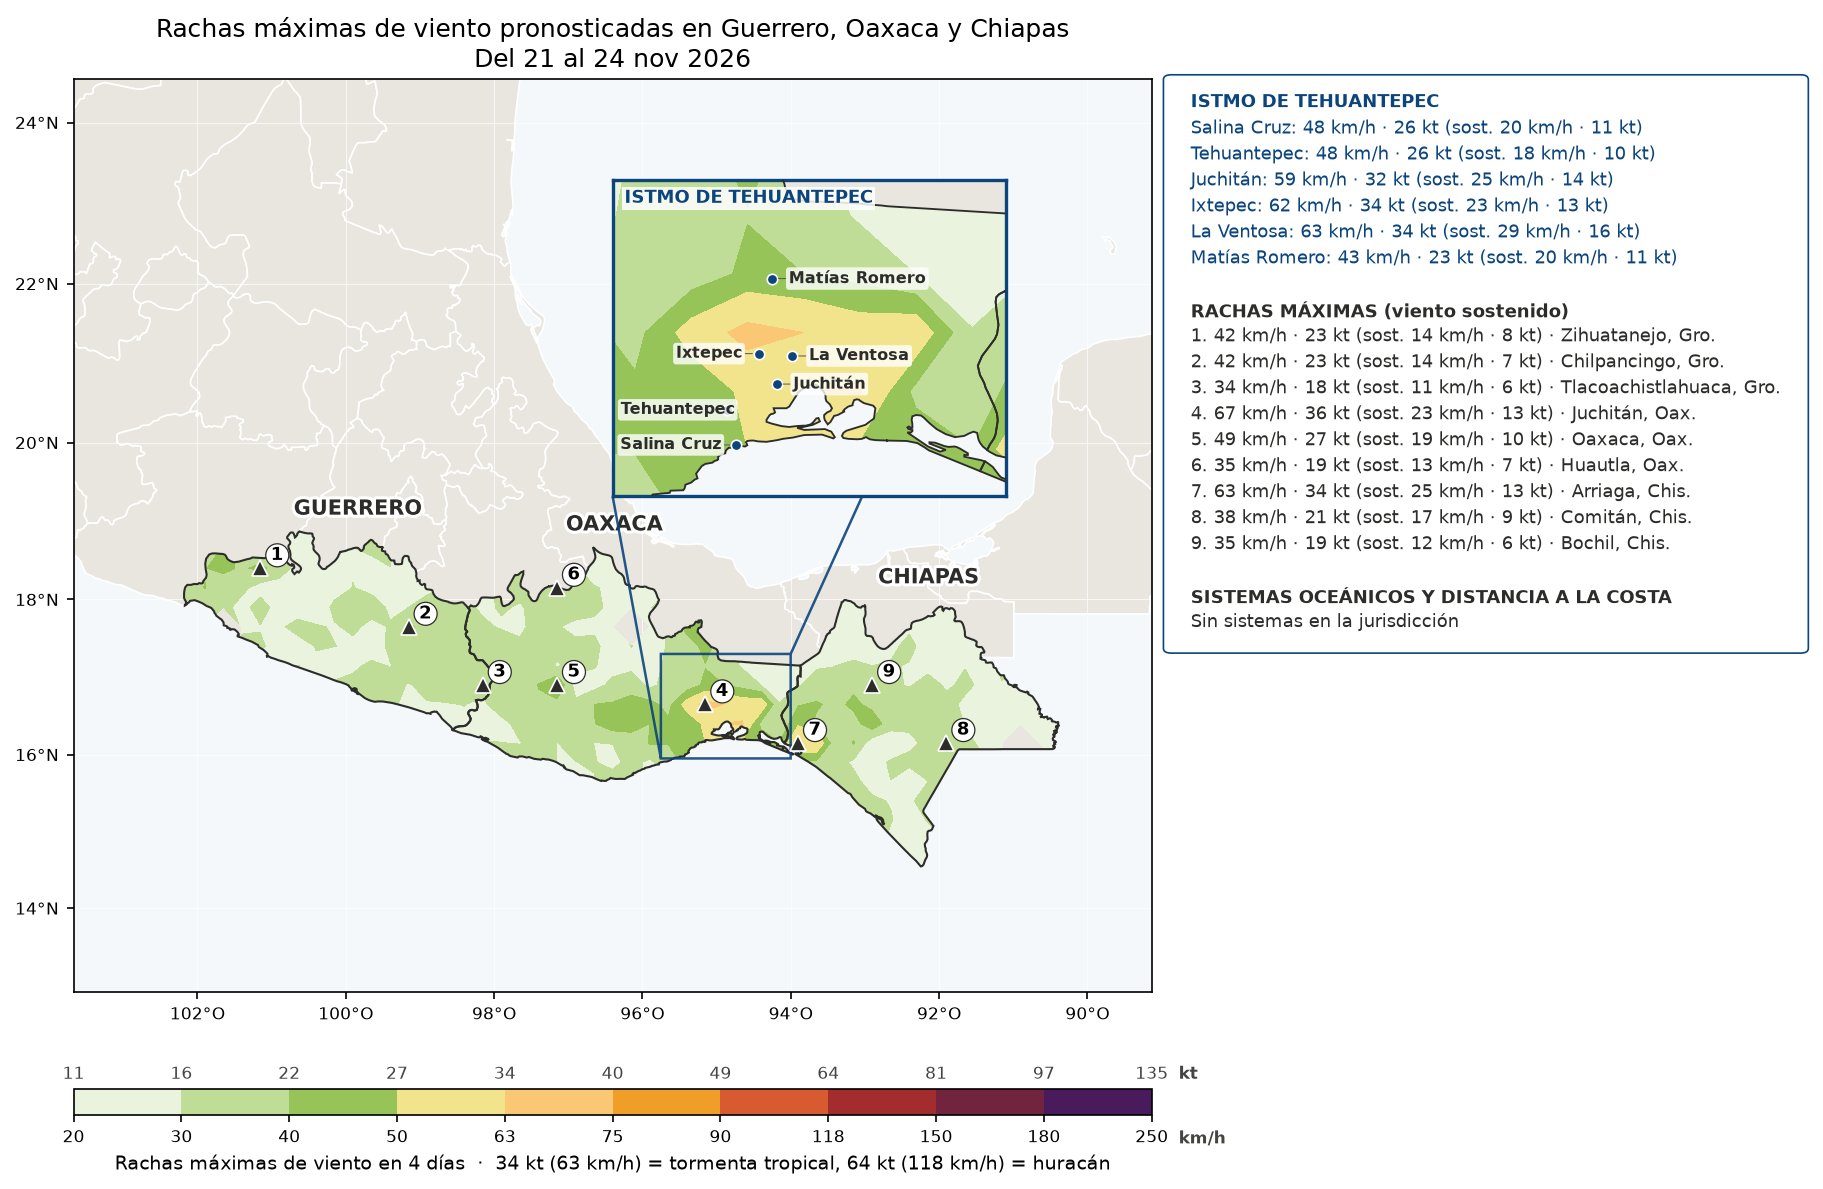 Rachas máximas de viento pronosticadas en Guerrero, Oaxaca y Chiapas
Del 21 al 24 nov 2026
24°N
22°N
20°N
18°N
16°N
14°N
102°O
100°O
98°O
96°O
94°O
92°O
90°O
ISTMO DE TEHUANTEPEC
Matías Romero
Ixtepec
La Ventosa
Juchitán
Tehuantepec
Salina Cruz
GUERRERO
OAXACA
CHIAPAS
1
2
3
4
5
6
7
8
9
ISTMO DE TEHUANTEPEC
Salina Cruz: 48 km/h · 26 kt (sost. 20 km/h · 11 kt)
Tehuantepec: 48 km/h · 26 kt (sost. 18 km/h · 10 kt)
Juchitán: 59 km/h · 32 kt (sost. 25 km/h · 14 kt)
Ixtepec: 62 km/h · 34 kt (sost. 23 km/h · 13 kt)
La Ventosa: 63 km/h · 34 kt (sost. 29 km/h · 16 kt)
Matías Romero: 43 km/h · 23 kt (sost. 20 km/h · 11 kt)
RACHAS MÁXIMAS (viento sostenido)
1. 42 km/h · 23 kt (sost. 14 km/h · 8 kt) · Zihuatanejo, Gro.
2. 42 km/h · 23 kt (sost. 14 km/h · 7 kt) · Chilpancingo, Gro.
3. 34 km/h · 18 kt (sost. 11 km/h · 6 kt) · Tlacoachistlahuaca, Gro.
4. 67 km/h · 36 kt (sost. 23 km/h · 13 kt) · Juchitán, Oax.
5. 49 km/h · 27 kt (sost. 19 km/h · 10 kt) · Oaxaca, Oax.
6. 35 km/h · 19 kt (sost. 13 km/h · 7 kt) · Huautla, Oax.
7. 63 km/h · 34 kt (sost. 25 km/h · 13 kt) · Arriaga, Chis.
8. 38 km/h · 21 kt (sost. 17 km/h · 9 kt) · Comitán, Chis.
9. 35 km/h · 19 kt (sost. 12 km/h · 6 kt) · Bochil, Chis.
SISTEMAS OCEÁNICOS Y DISTANCIA A LA COSTA
Sin sistemas en la jurisdicción
11 16 22 27 34 40 49 64 81 97 135 kt
20 30 40 50 63 75 90 118 150 180 250 km/h
Rachas máximas de viento en 4 días · 34 kt (63 km/h) = tormenta tropical, 64 kt (118 km/h) = huracán